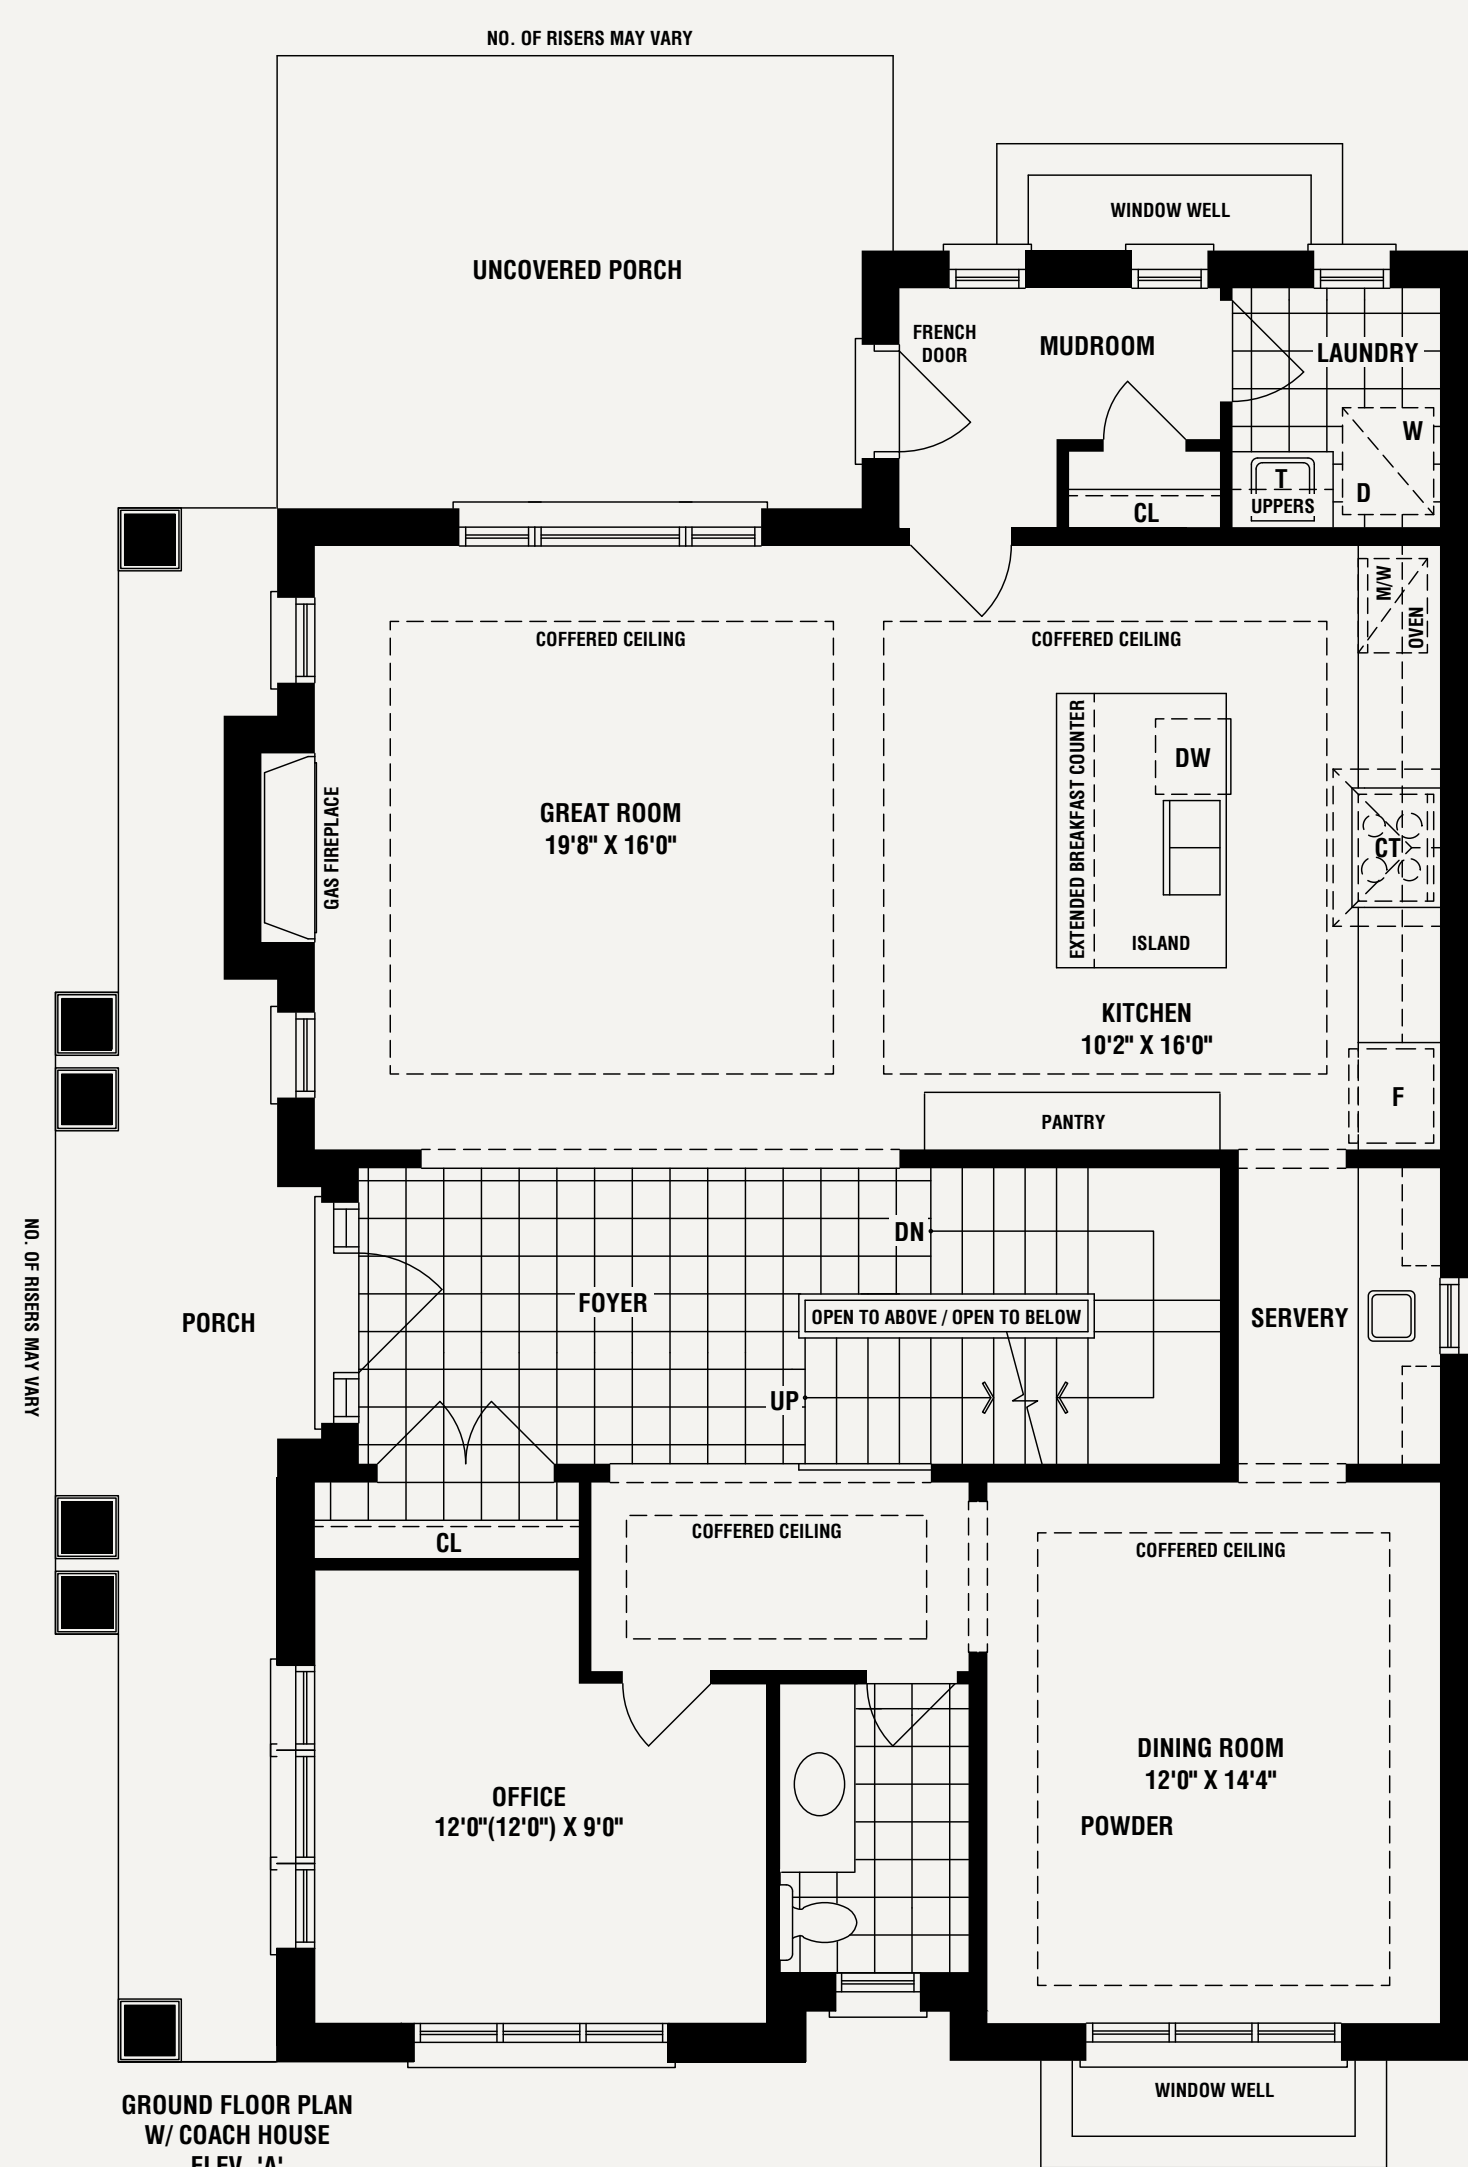 NO. OF RISERS MAY VARY
WINDOW WELL
UNCOVERED PORCH
FRENCH
DOOR
MUDROOM
LAUNDRY
W
D
T
UPPERS
CL
M/W
OVEN
COFFERED CEILING
COFFERED CEILING
EXTENDED BREAKFAST COUNTER
DW
GREAT ROOM
19'8" X 16'0"
GAS FIREPLACE
CT
ISLAND
KITCHEN
10'2" X 16'0"
F
PANTRY
NO. OF RISERS MAY VARY
DN
FOYER
PORCH
OPEN TO ABOVE / OPEN TO BELOW
SERVERY
UP
CL
COFFERED CEILING
COFFERED CEILING
DINING ROOM
12'0" X 14'4"
OFFICE
12'0"(12'0") X 9'0"
POWDER
WINDOW WELL
GROUND FLOOR PLAN
W/ COACH HOUSE
ELEV. 'A'